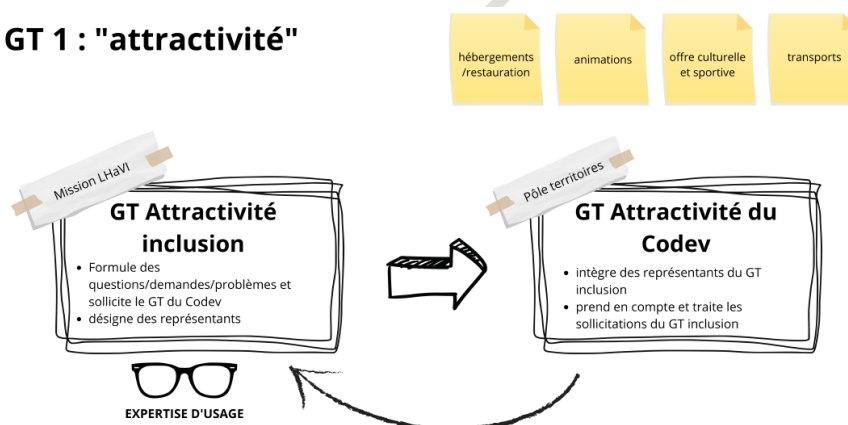 GT 1 : "attractivité"
hébergements
/restauration
animations
offre culturelle
et sportive
transports
Mission LHaVI
GT Attractivité
inclusion
• Formule des
questions/demandes/problèmes et
sollicite le GT du Codev
• désigne des représentants
EXPERTISE D'USAGE
Pôle territoires
GT Attractivité du
Codev
• intègre des représentants du GT
inclusion
• prend en compte et traite les
sollicitations du GT inclusion